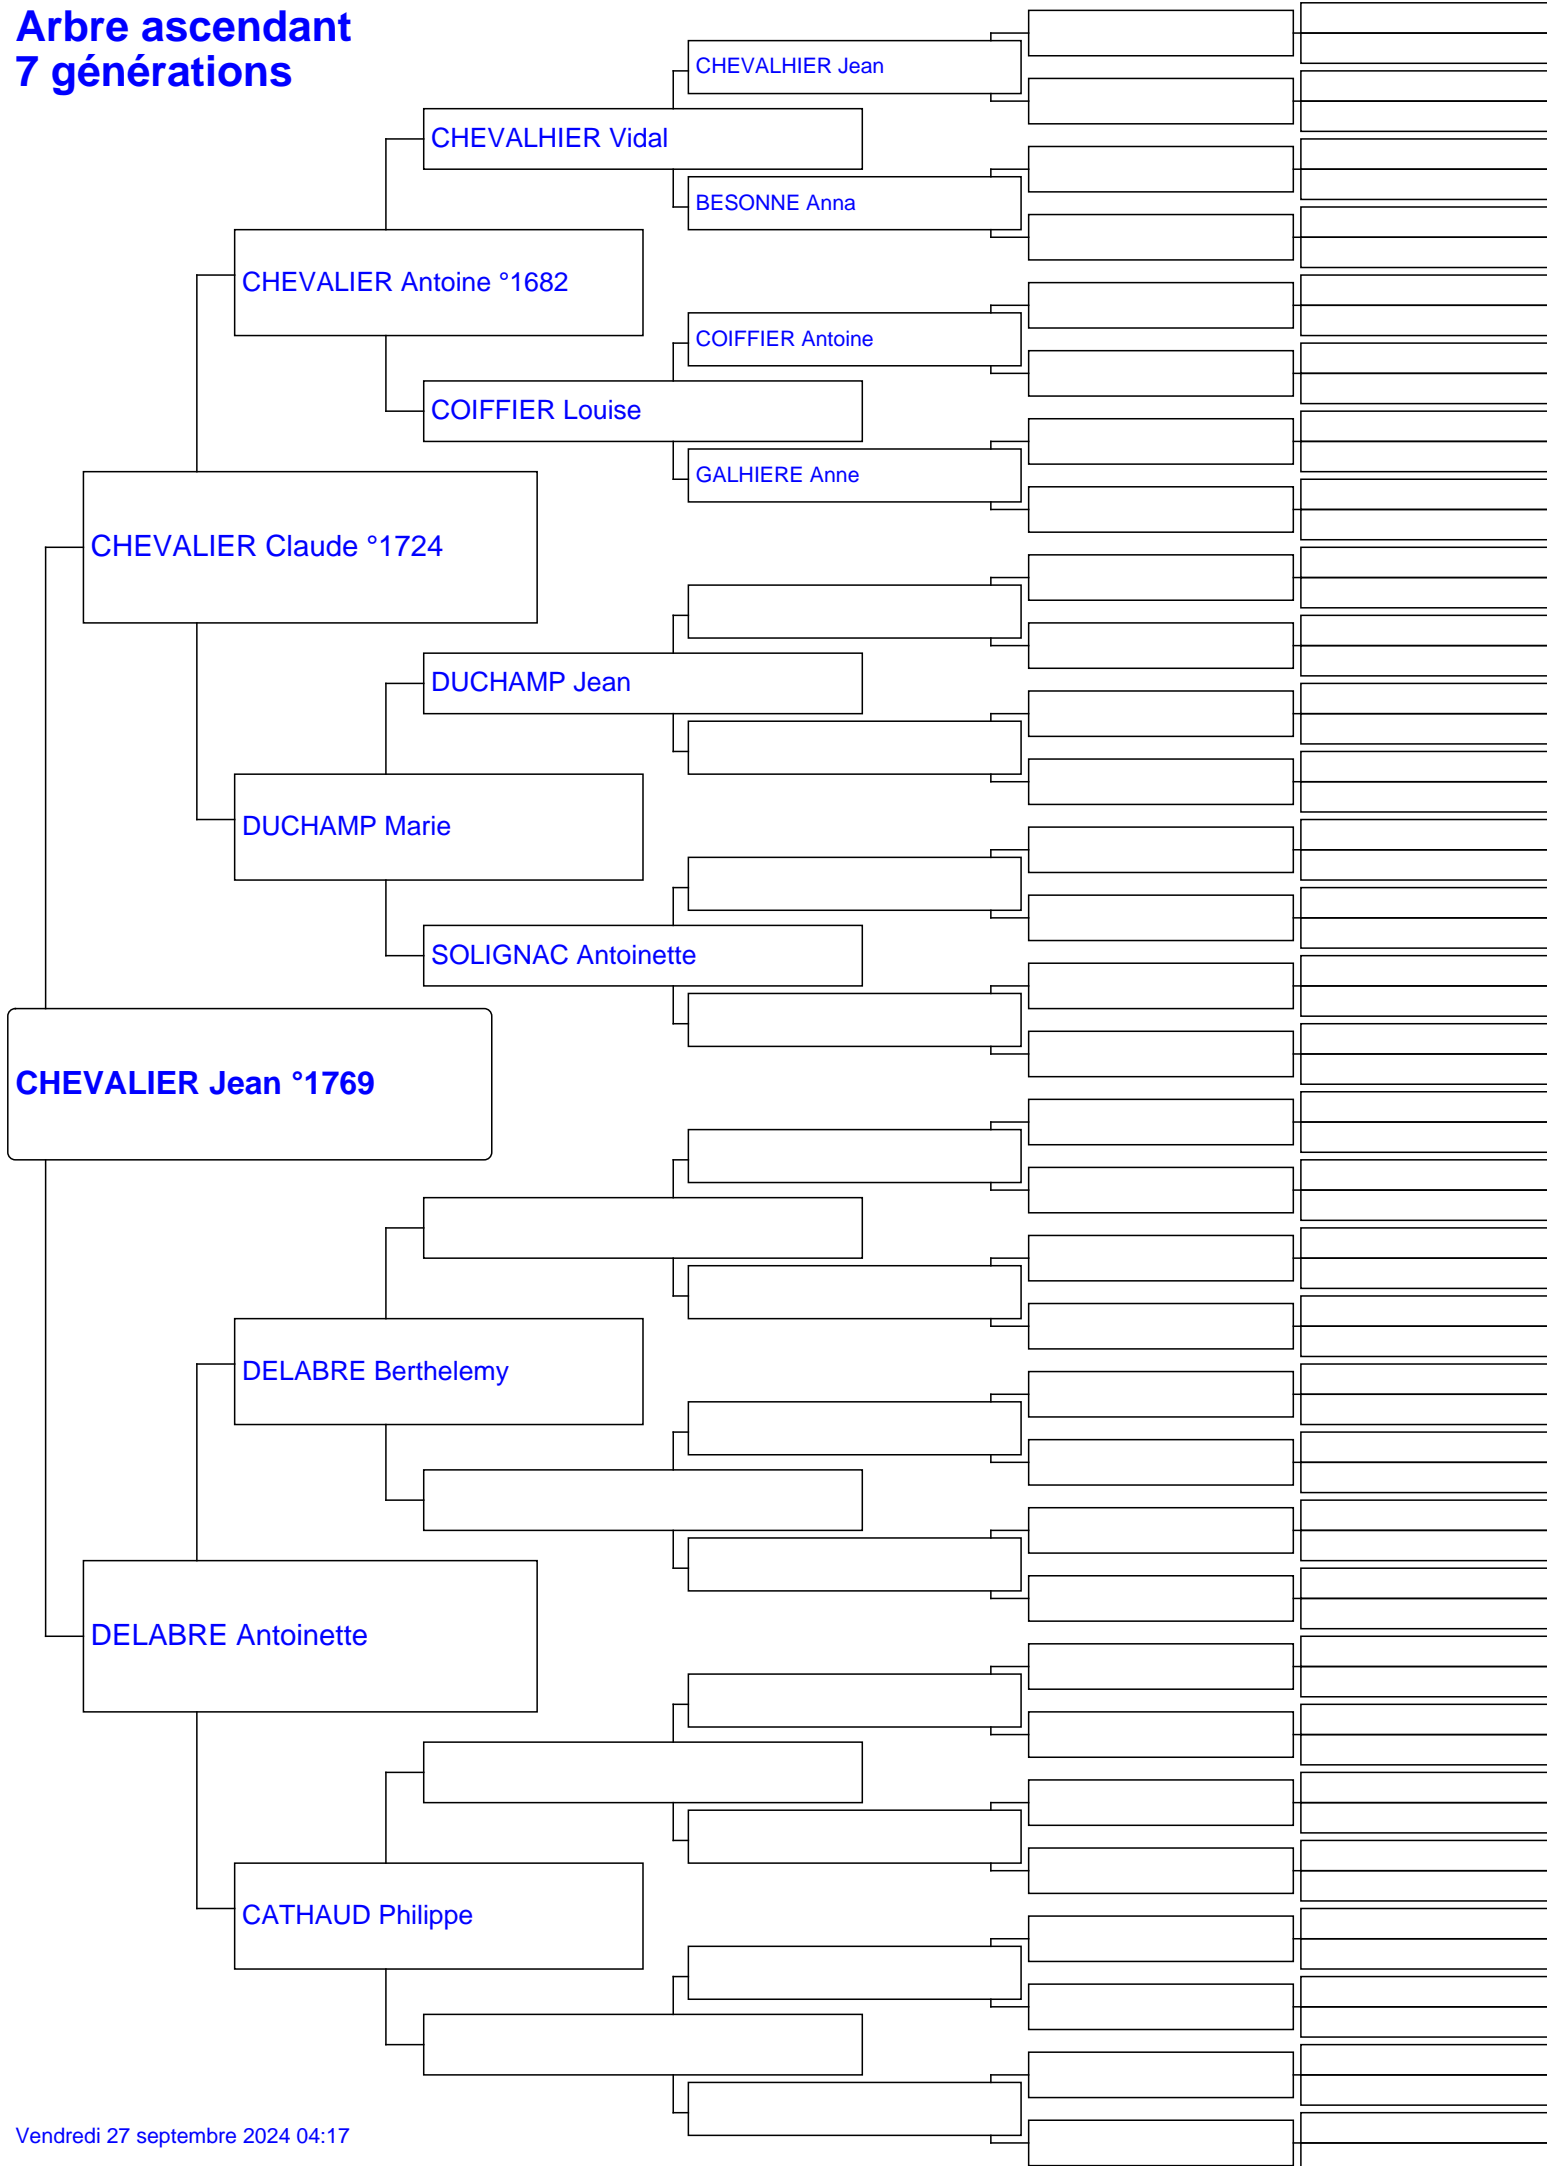 Arbre ascendant
7 générations
CHEVALHIER Jean
CHEVALHIER Vidal
BESONNE Anna
CHEVALIER Antoine °1682
COIFFIER Antoine
COIFFIER Louise
GALHIERE Anne
CHEVALIER Claude °1724
DUCHAMP Jean
DUCHAMP Marie
SOLIGNAC Antoinette
CHEVALIER Jean °1769
DELABRE Berthelemy
DELABRE Antoinette
CATHAUD Philippe
Vendredi 27 septembre 2024 04:17